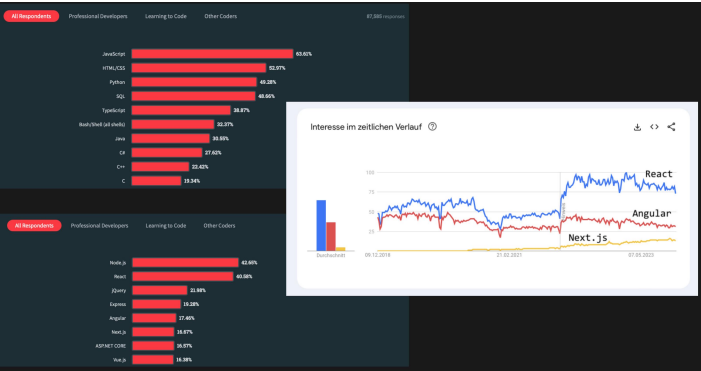 All Respondents Professional Developers Learning to Code Other Coders 87,585 responses
JavaScript 63.61%
HTML/CSS 52.97%
Python 49.28%
SQL 48.66%
TypeScript 38.87%
Bash/Shell (all shells) 32.37%
Java 30.55%
C# 27.62%
C++ 22.42%
C 19.34%
All Respondents Professional Developers Learning to Code Other Coders
Node.js 42.65%
React 40.58%
jQuery 21.98%
Express 19.28%
Angular 17.46%
Next.js 16.67%
ASP.NET CORE 16.57%
Vue.js 16.38%
Interesse im zeitlichen Verlauf
100
75
50
25
React
Angular
Next.js
Durchschnitt
09.12.2018
21.02.2021
07.05.2023